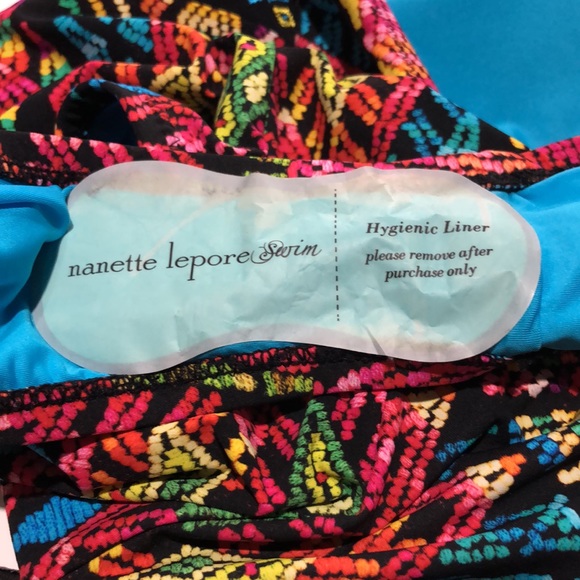 nanette lepore Swim
Hygienic Liner
please remove after
purchase only